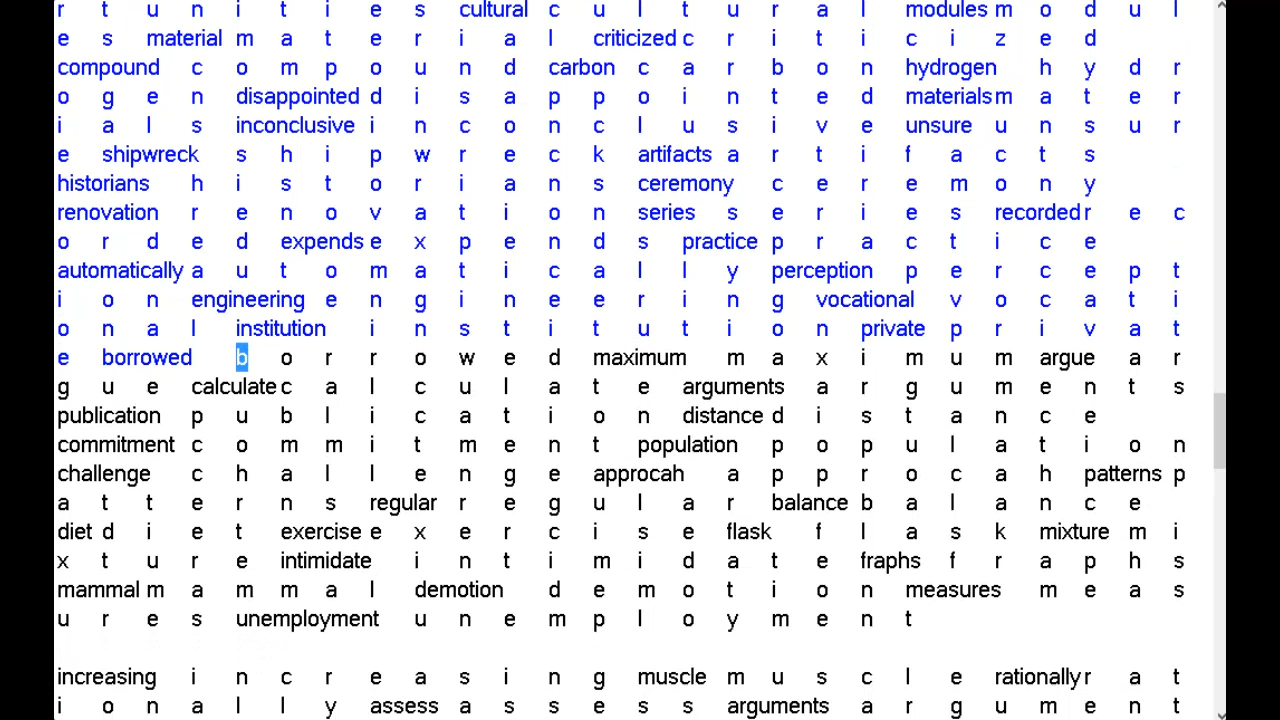 r t u n i t i e s cultural c u l t u r a l modules m o d u l
e s material m a t e r i a l criticized c r i t i c i z e d
compound c o m p o u n d carbon c a r b o n hydrogen h y d r
o g e n disappointed d i s a p p o i n t e d materials m a t e r
i a l s inconclusive i n c o n c l u s i v e unsure u n s u r
e shipwreck s h i p w r e c k artifacts a r t i f a c t s
historians h i s t o r i a n s ceremony c e r e m o n y
renovation r e n o v a t i o n series s e r i e s recorded r e c
o r d e d expends e x p e n d s practice p r a c t i c e
automatically a u t o m a t i c a l l y perception p e r c e p t
i o n engineering e n g i n e e r i n g vocational v o c a t i
o n a l institution i n s t i t u t i o n private p r i v a t
e borrowed b o r r o w e d maximum m a x i m u m argue a r
g u e calculate c a l c u l a t e arguments a r g u m e n t s
publication p u b l i c a t i o n distance d i s t a n c e
commitment c o m m i t m e n t population p o p u l a t i o n
challenge c h a l l e n g e approcah a p p r o c a h patterns p
a t t e r n s regular r e g u l a r balance b a l a n c e
diet d i e t exercise e x e r c i s e flask f l a s k mixture m i
x t u r e intimidate i n t i m i d a t e fraphs f r a p h s
mammal m a m m a l demotion d e m o t i o n measures m e a s
u r e s unemployment u n e m p l o y m e n t
increasing i n c r e a s i n g muscle m u s c l e rationally r a t
i o n a l l y assess a s s e s s arguments a r g u m e n t